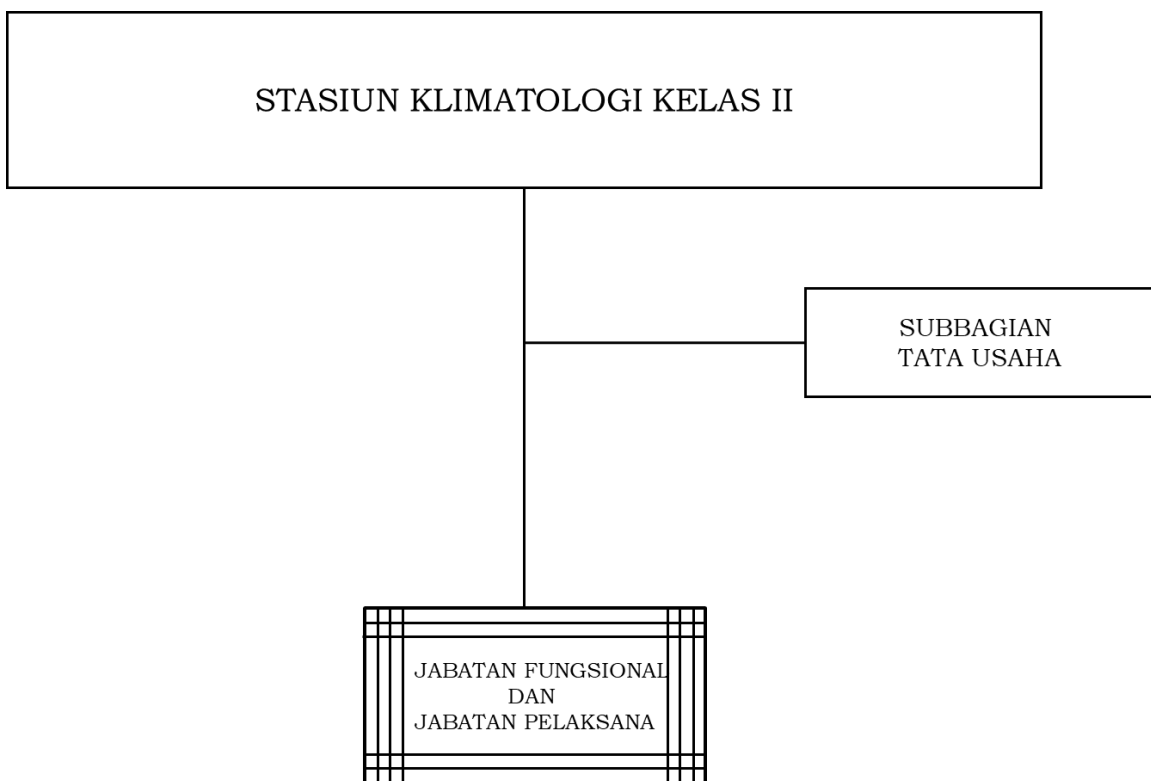 STASIUN KLIMATOLOGI KELAS II
SUBBAGIAN
TATA USAHA
JABATAN FUNGSIONAL
DAN
JABATAN PELAKSANA